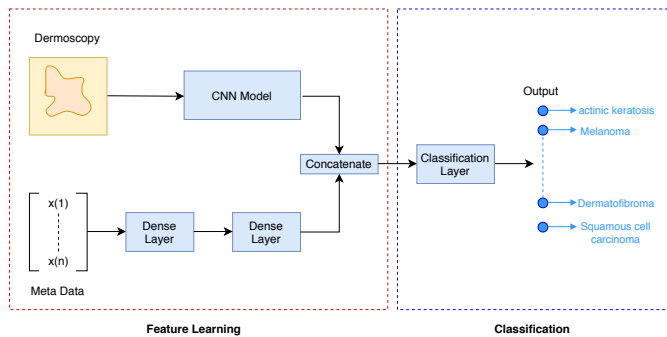 Dermoscopy
CNN Model
Concatenate
Classification
Layer
Output
actinic keratosis
Melanoma
Dermatofibroma
Squamous cell
carcinoma
x(1)
x(n)
Meta Data
Dense
Layer
Dense
Layer
Feature Learning
Classification